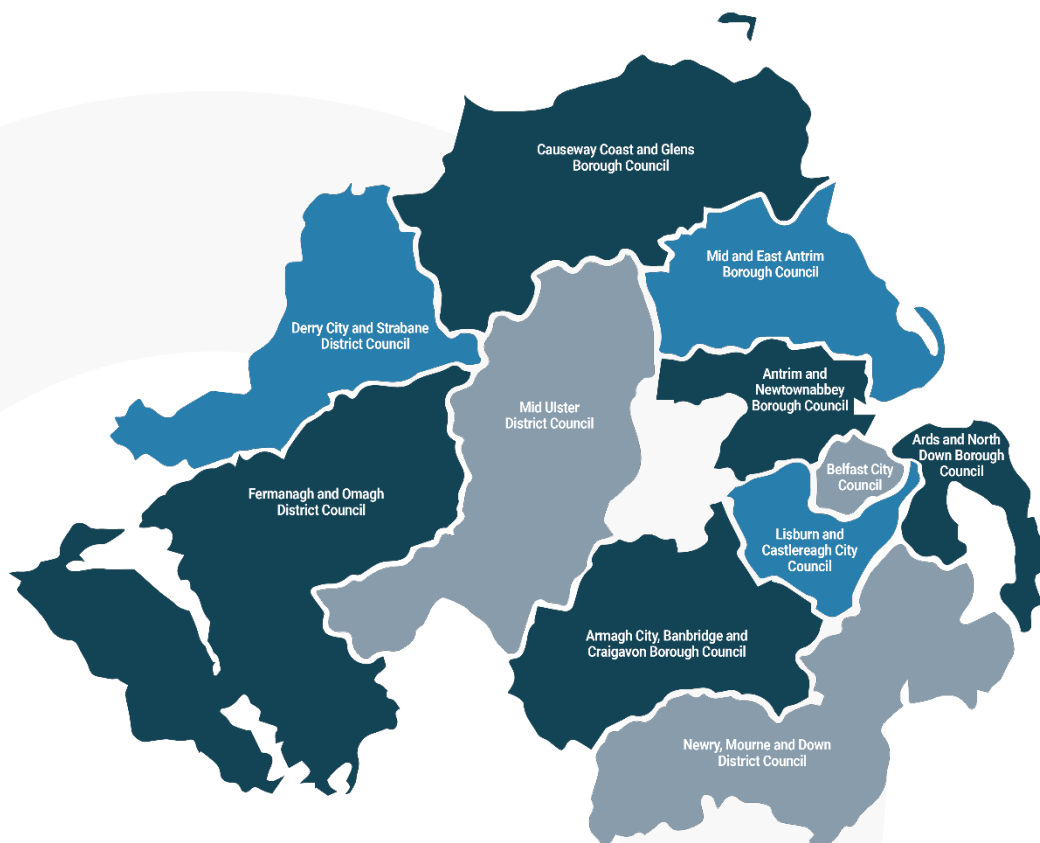 Causeway Coast and Glens
Borough Council
Mid and East Antrim
Borough Council
Derry City and Strabane
District Council
Antrim and
Newtownabbey
Borough Council
Mid Ulster
District Council
Ards and North
Down Borough
Council
Belfast City
Council
Fermanagh and Omagh
District Council
Lisburn and
Castlereagh City
Council
Armagh City, Banbridge and
Craigavon Borough Council
Newry, Mourne and Down
District Council